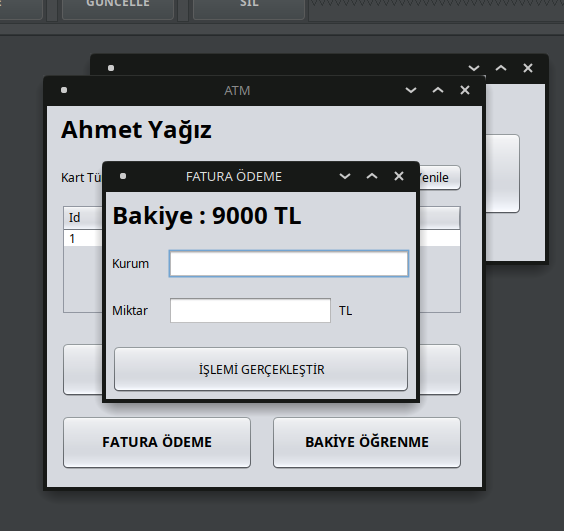 GÜNCELLE
SİL
ATM
Ahmet Yağız
Kart Tü
Yenile
FATURA ÖDEME
Bakiye : 9000 TL
Id
1
Kurum
Miktar
TL
İŞLEMİ GERÇEKLEŞTİR
FATURA ÖDEME
BAKİYE ÖĞRENME